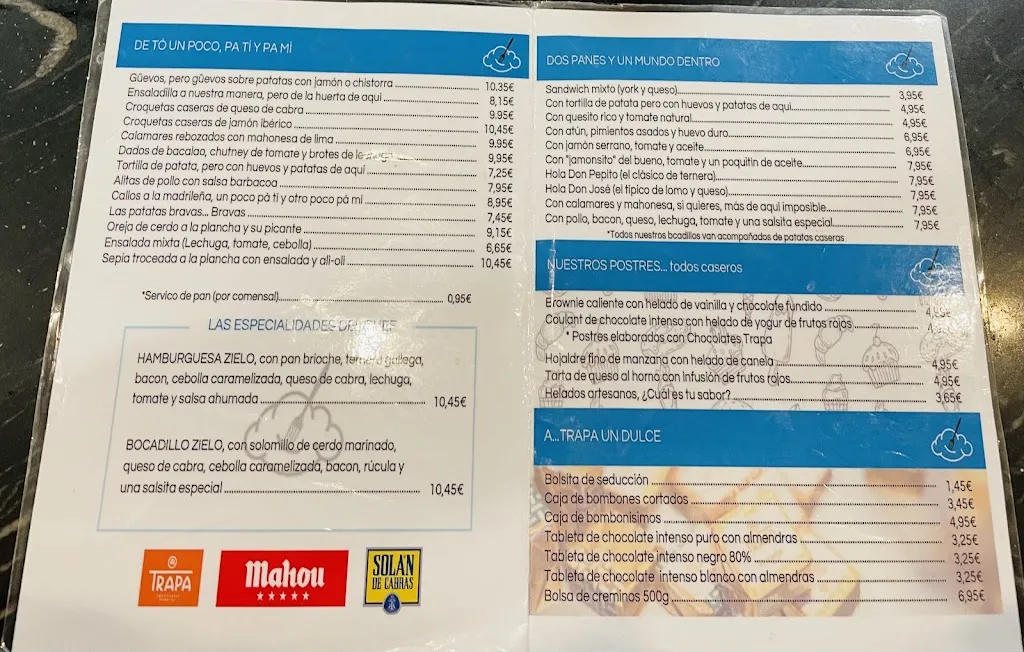 DE TÓ UN POCO, PA TÍ Y PA MÍ
Güevos, pero güevos sobre patatas con jamón o chistorra 10.35€
Ensaladilla a nuestra manera, pero de la huerta de aqui 8,15€
Croquetas caseras de queso de cabra 9.95€
Croquetas caseras de jamón ibérico 10,45€
Calamares rebozados con mahonesa de lima 9.95€
Dados de bacalao, chutney de tomate y brotes de 9,95€
Tortilla de patata, pero con huevos y patatas de aquí 7,25€
Alitas de pollo con salsa barbacoa 7,95€
Callos a la madrileña, un poco pá ti y otro poco pá mi 8,95€
Las patatas bravas... Bravas 7,45€
Oreja de cerdo a la plancha y su picante 9,15€
Ensalada mixta (Lechuga, tomate, cebolla) 6,65€
Sepia troceada a la plancha con ensalada y all-oli 10,45€
*Servico de pan (por comensal) 0,95€
LAS ESPECIALIDADES
HAMBURGUESA ZIELO, con pan brioche, ternera gallega,
bacon, cebolla caramelizada, queso de cabra, lechuga,
tomate y salsa ahumada 10,45€
BOCADILLO ZIELO, con solomillo de cerdo marinado,
queso de cabra, cebolla caramelizada, bacon, rúcula y
una salsita especial 10,45€
TRAPA
Mahou
SOLÁN
DE CABRAS
DOS PANES Y UN MUNDO DENTRO
Sandwich mixto (york y queso) 3,95€
Con tortilla de patata pero con huevos y patatas de aqui 4,95€
Con quesito rico y tomate natural 4,95€
Con atún, pimientos asados y huevo duro 6,95€
Con jamón serrano, tomate y aceite 6,95€
Con "jamonsito" del bueno, tomate y un poquitín de aceite 7,95€
Hola Don Pepito (el clásico de ternera) 7,95€
Hola Don José (el típico de lomo y queso) 7,95€
Con calamares y mahonesa, si quieres, más de aqui imposible 7,95€
Con pollo, bacon, queso, lechuga, tomate y una salsita especial 7,95€
*Todos nuestros bcadillos van acompañados de patatas caseras
NUESTROS POSTRES... todos caseros
Brownie caliente con helado de vainilla y chocolate fundido
Coulant de chocolate intenso con helado de yogur de frutos rojos
* Postres elaborados con Chocolates Trapa
Hojaldre fino de manzana con helado de canela 4,95€
Tarta de queso al horno con infusión de frutos rojos 4,95€
Helados artesanos, ¿Cuál es tu sabor? 3,65€
A...TRAPA UN DULCE
Bolsita de seducción 1,45€
Caja de bombones cortados 3,45€
Caja de bombonisimos 4,95€
Tableta de chocolate intenso puro con almendras 3,25€
Tableta de chocolate intenso negro 80% 3,25€
Tableta de chocolate intenso blanco con almendras 3,25€
Bolsa de creminos 500g 6,95€